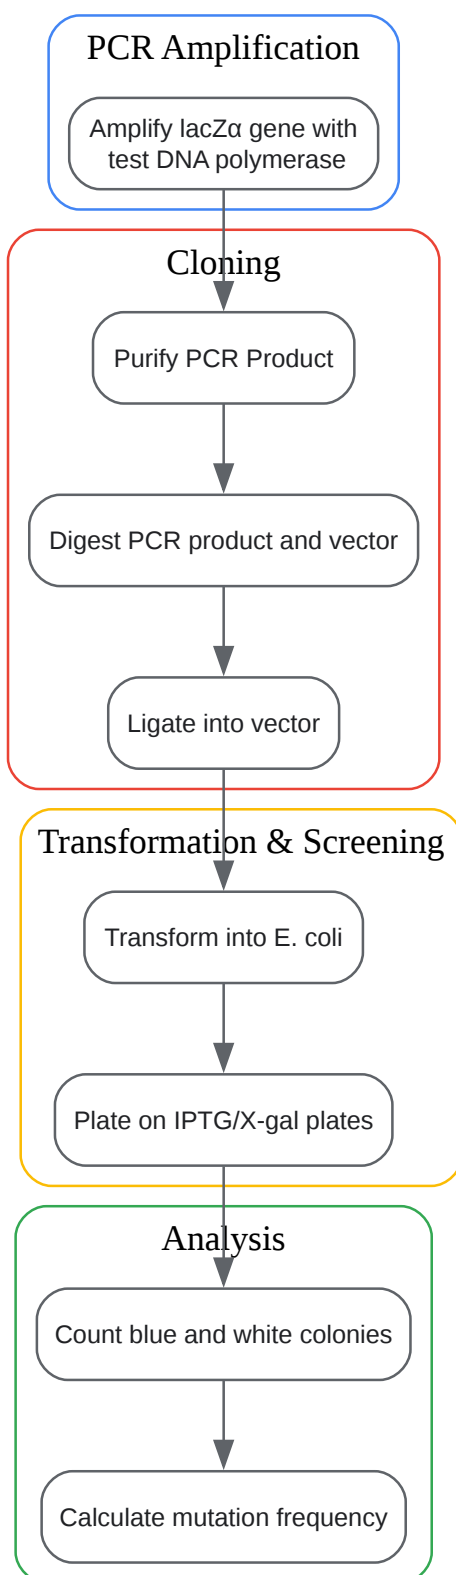 PCR Amplification
Amplify lacZα gene with
test DNA polymerase
Cloning
Purify PCR Product
Digest PCR product and vector
Ligate into vector
Transformation & Screening
Transform into E. coli
Plate on IPTG/X-gal plates
Analysis
Count blue and white colonies
Calculate mutation frequency